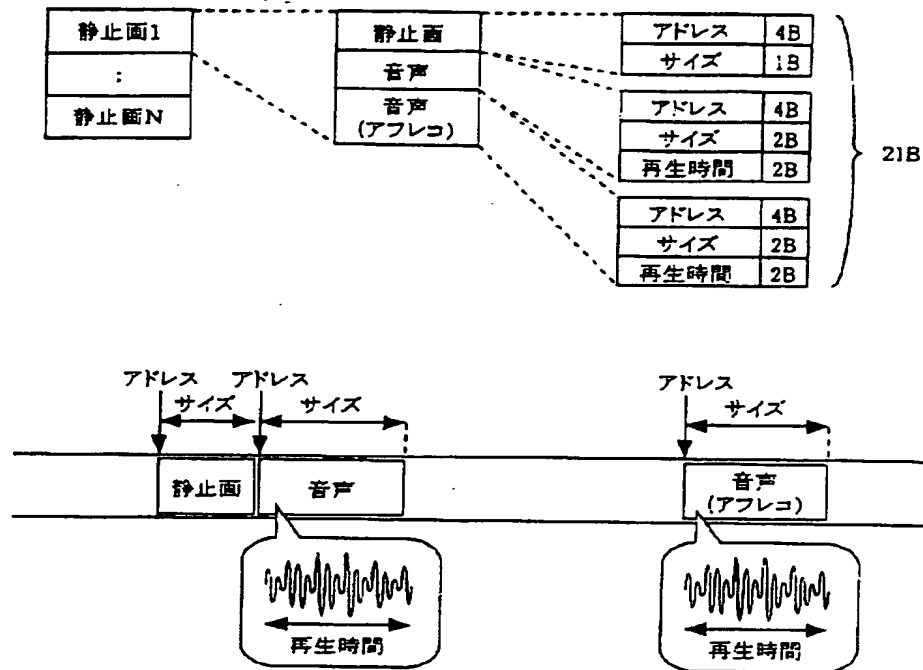 静止画1
:
静止画N
静止画
音声
音声
(アフレコ)
アドレス 4B
サイズ 1B
アドレス 4B
サイズ 2B
再生時間 2B
アドレス 4B
サイズ 2B
再生時間 2B
21B
アドレス アドレス アドレス
サイズ サイズ サイズ
静止画 音声 音声
(アフレコ)
再生時間 再生時間